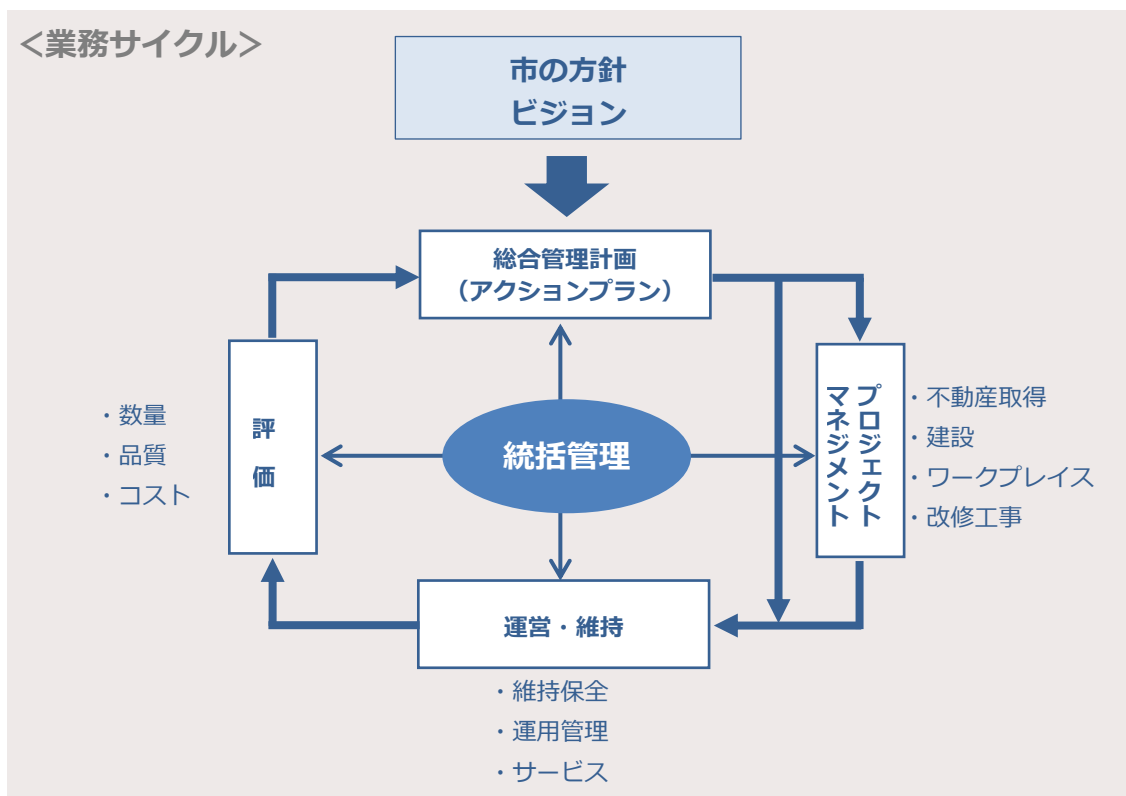 ＜業務サイクル＞
市の方針
ビジョン
総合管理計画
（アクションプラン）
評価
・数量
・品質
・コスト
統括管理
プロジェクト
マネジメント
・不動産取得
・建設
・ワークプレイス
・改修工事
運営・維持
・維持保全
・運用管理
・サービス